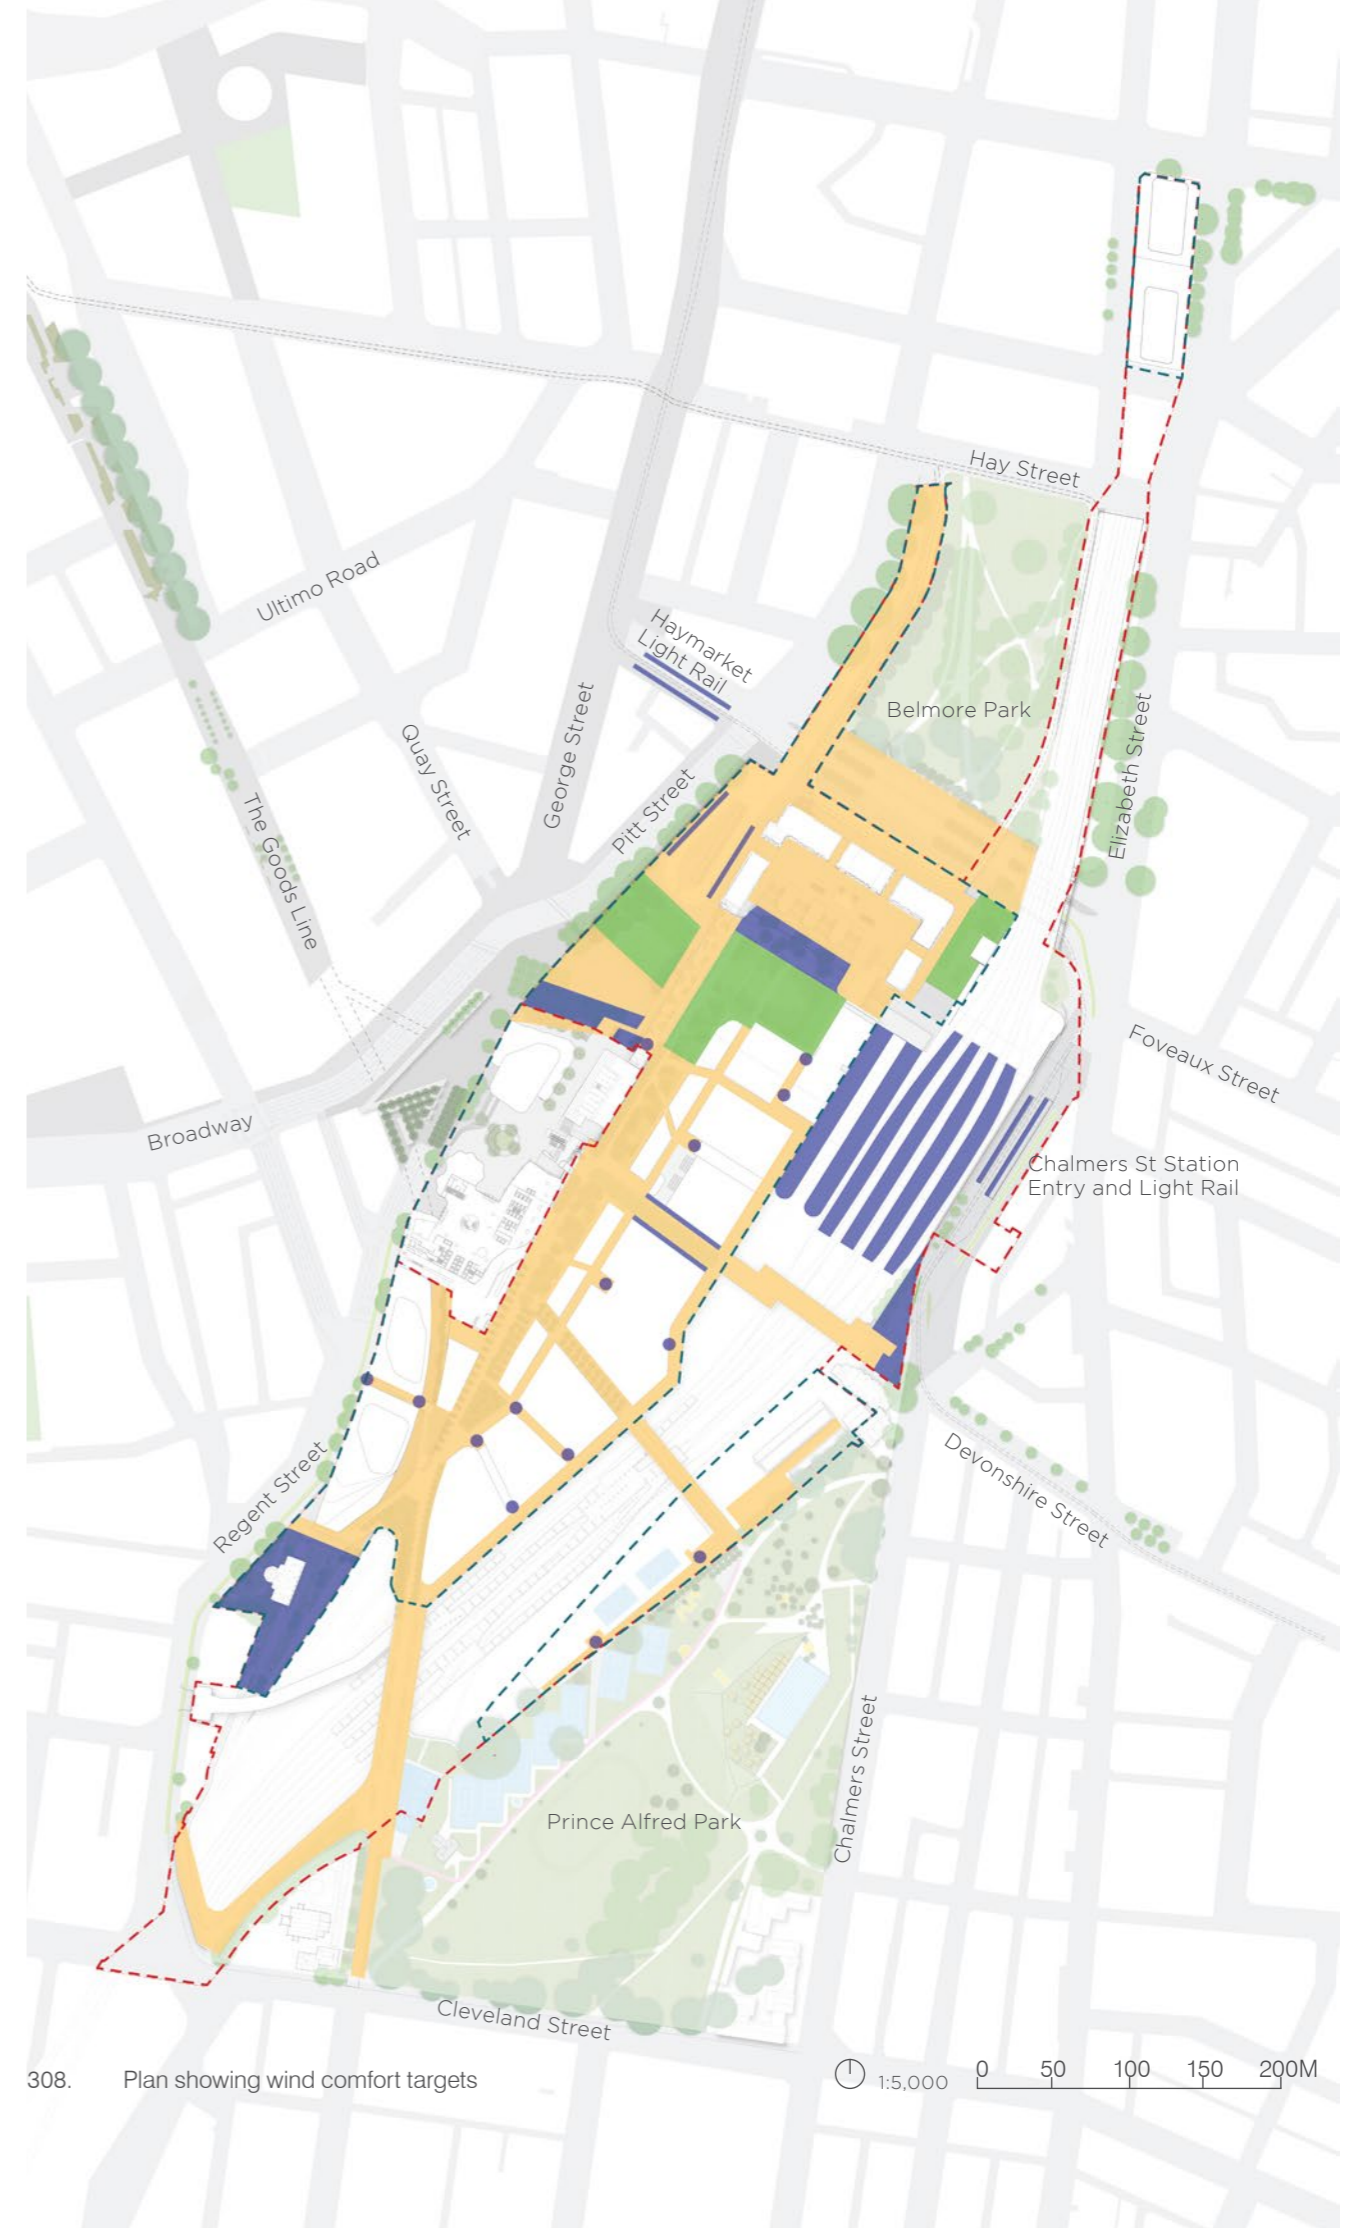 Hay Street
Ultimo Road
Haymarket
Light Rail
Belmore Park
Quay Street
George Street
Pitt Street
Elizabeth Street
The Goods Line
Foveaux Street
Broadway
Chalmers St Station
Entry and Light Rail
Regent Street
Devonshire Street
Chalmers Street
Prince Alfred Park
Cleveland Street
308. Plan showing wind comfort targets
1:5,000
0 50 100 150 200M